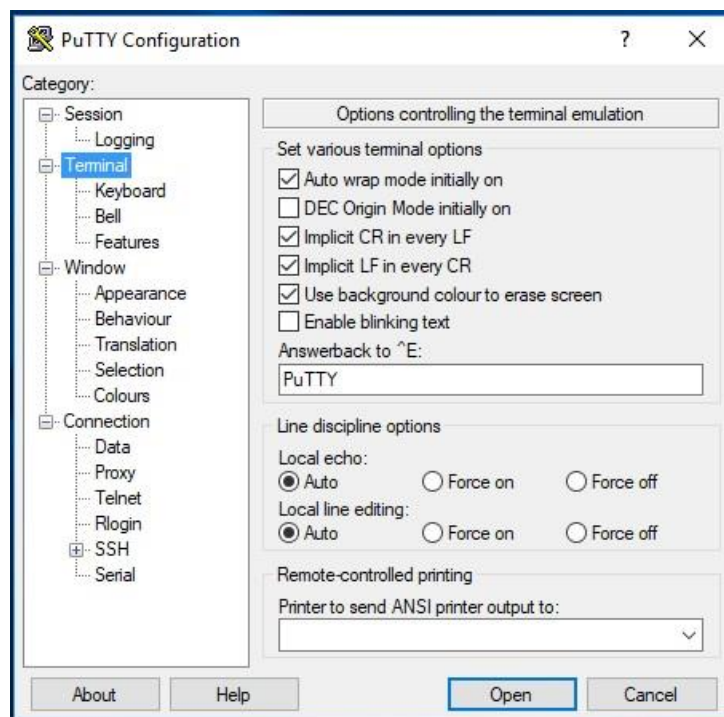 PuTTY Configuration
?
Category:
Session
Logging
Terminal
Keyboard
Bell
Features
Window
Appearance
Behaviour
Translation
Selection
Colours
Connection
Data
Proxy
Telnet
Rlogin
SSH
Serial
Options controlling the terminal emulation
Set various terminal options
Auto wrap mode initially on
DEC Origin Mode initially on
Implicit CR in every LF
Implicit LF in every CR
Use background colour to erase screen
Enable blinking text
Answerback to ^E:
PuTTY
Line discipline options
Local echo:
Auto Force on Force off
Local line editing:
Auto Force on Force off
Remote-controlled printing
Printer to send ANSI printer output to:
About Help Open Cancel